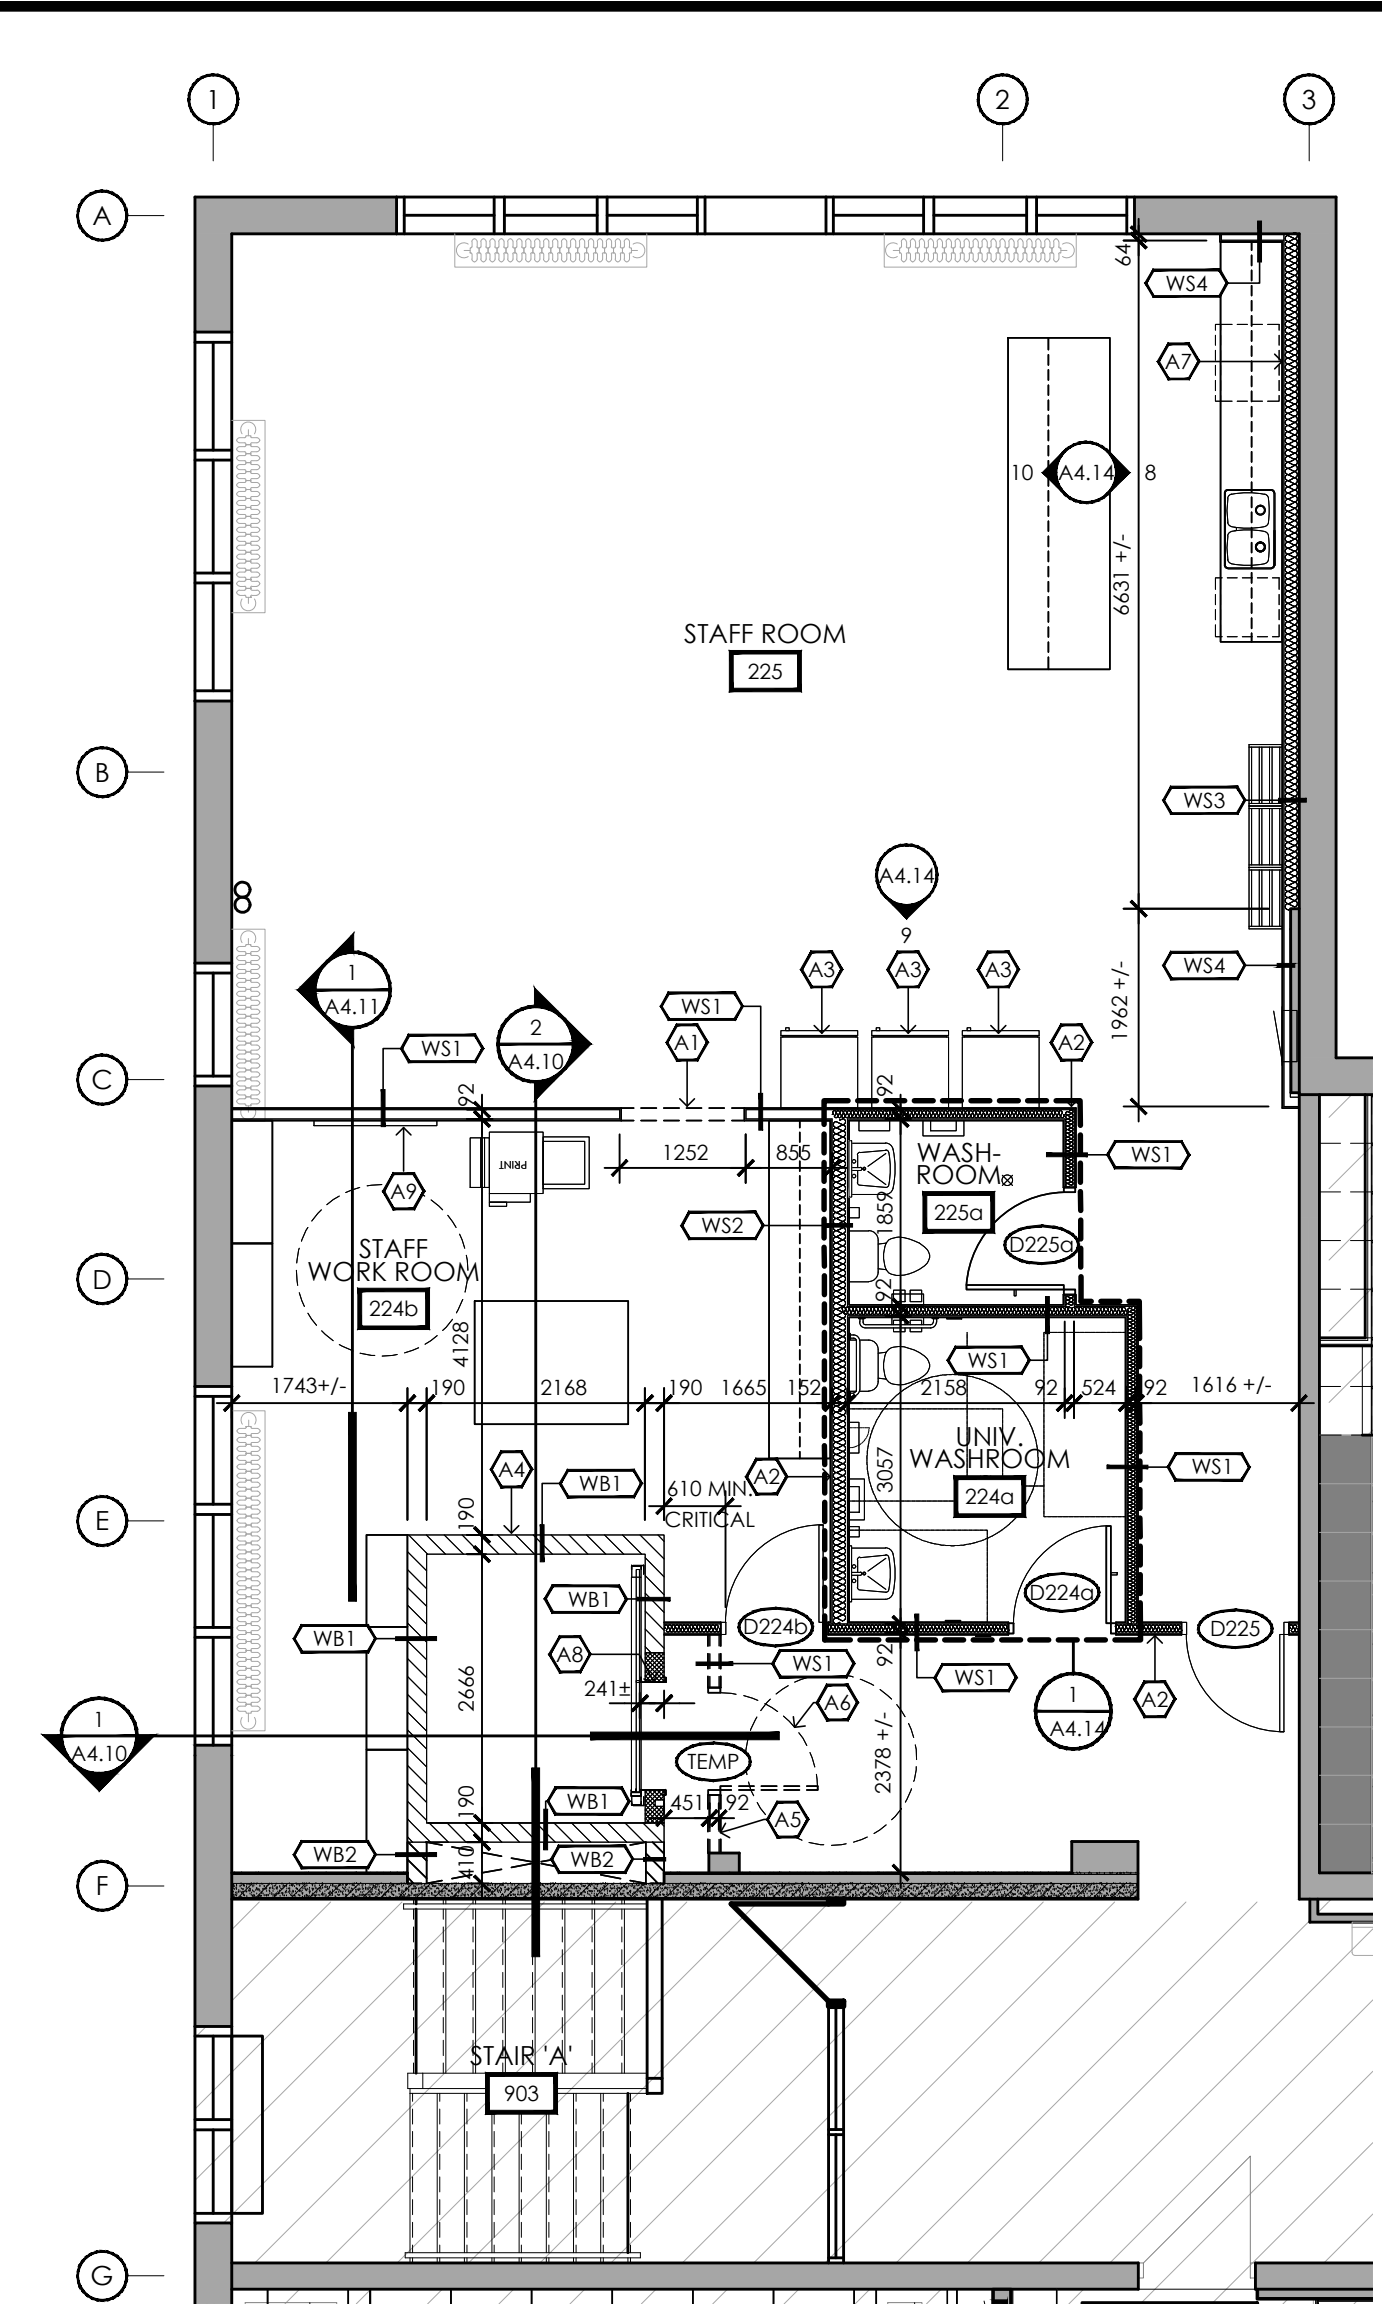 1
2
3
A
64
WS4
A7
10
A4.14
8
6631 +/-
STAFF ROOM
225
B
WS3
A4.14
9
A3
A3
A3
WS4
1
A4.11
WS1
A1
2
A4.10
WS1
A2
1962 +/-
C
92
92
1252
855
WASH-
ROOM
225a
WS1
PRINT
A9
WS2
1859
D225a
STAFF
WORK ROOM
224b
D
92
4128
WS1
1743+/-
190
2168
190
1665
152
2158
92
524
92
1616 +/-
UNIV.
WASHROOM
224a
3057
A4
WB1
A2
WS1
610 MIN.
CRITICAL
E
190
WB1
D224a
WB1
D224b
D225
A8
WS1
92
WS1
2666
241±
A6
1
A4.14
A2
1
A4.10
TEMP
2378 +/-
190
WB1
451
92
A5
WB2
410
WB2
F
STAIR 'A'
903
G